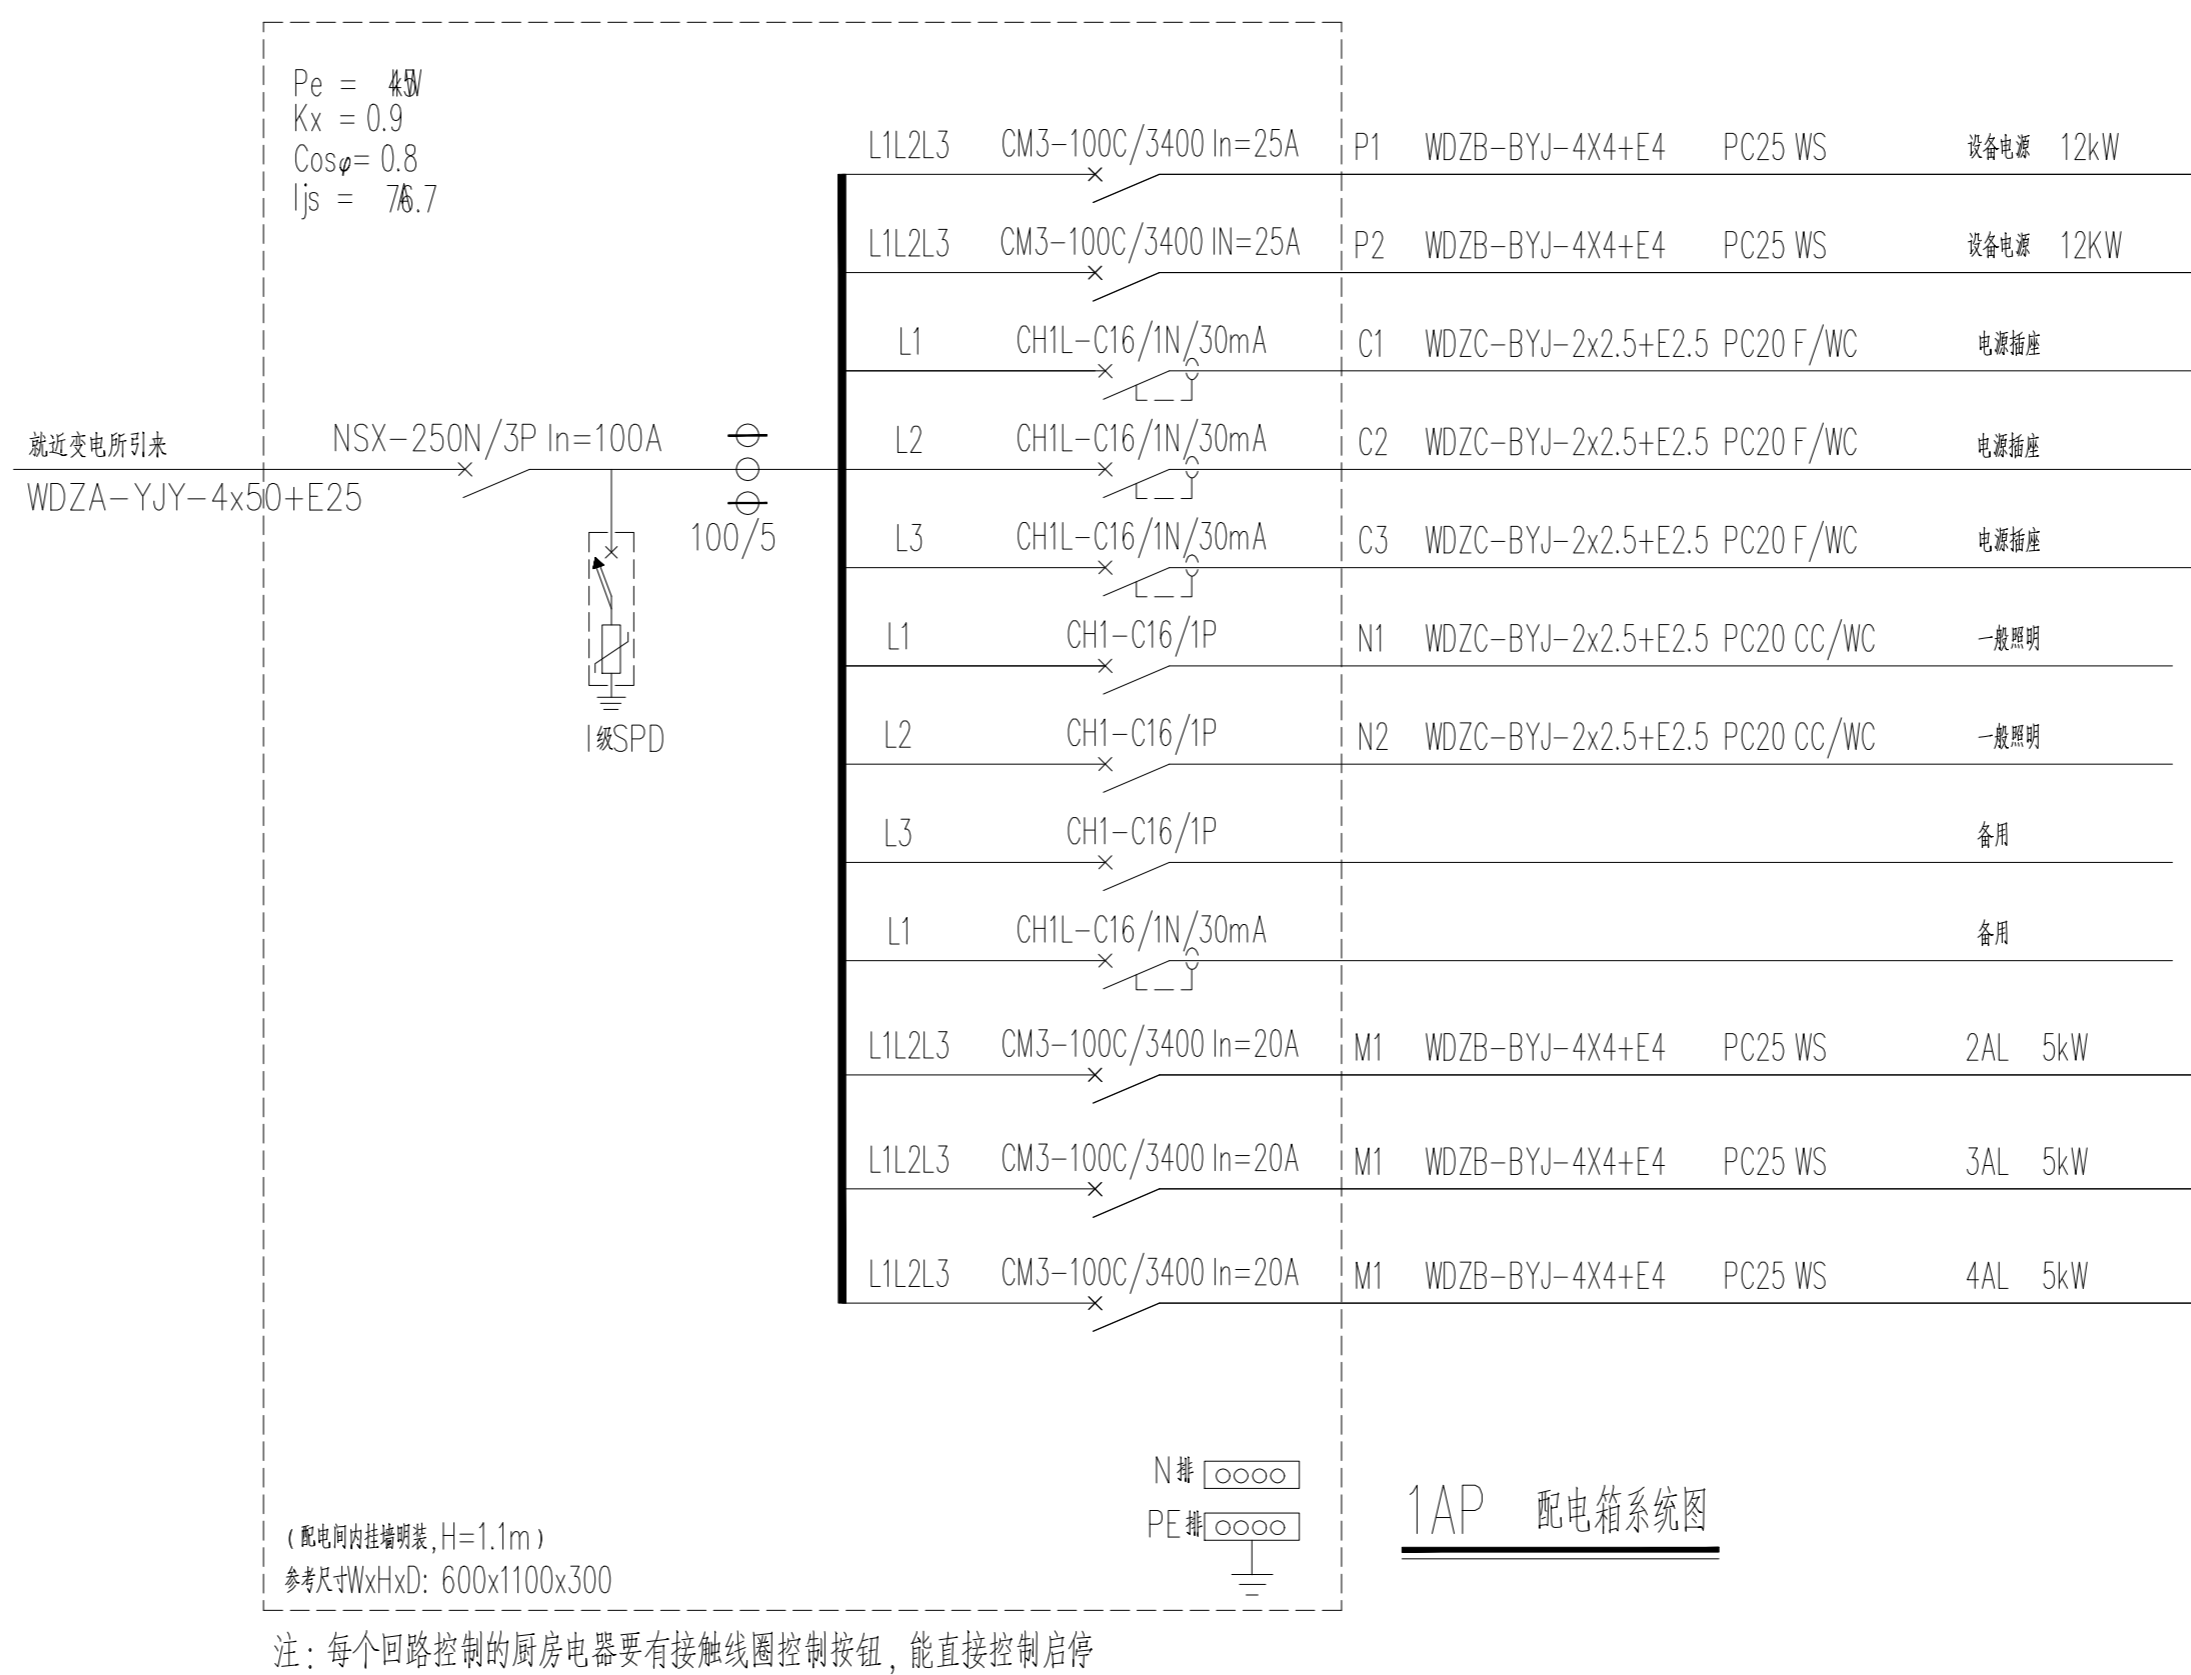 Pe = 45kW
Kx = 0.9
Cosφ= 0.8
Ijs = 76.7A
L1L2L3 CM3-100C/3400 In=25A P1 WDZB-BYJ-4X4+E4 PC25 WS 设备电源 12kW
L1L2L3 CM3-100C/3400 IN=25A P2 WDZB-BYJ-4X4+E4 PC25 WS 设备电源 12KW
L1 CH1L-C16/1N/30mA C1 WDZC-BYJ-2x2.5+E2.5 PC20 F/WC 电源插座
就近变电所引来 NSX-250N/3P In=100A L2 CH1L-C16/1N/30mA C2 WDZC-BYJ-2x2.5+E2.5 PC20 F/WC 电源插座
WDZA-YJY-4x50+E25
100/5
L3 CH1L-C16/1N/30mA C3 WDZC-BYJ-2x2.5+E2.5 PC20 F/WC 电源插座
L1 CH1-C16/1P N1 WDZC-BYJ-2x2.5+E2.5 PC20 CC/WC 一般照明
I级SPD
L2 CH1-C16/1P N2 WDZC-BYJ-2x2.5+E2.5 PC20 CC/WC 一般照明
L3 CH1-C16/1P 备用
L1 CH1L-C16/1N/30mA 备用
L1L2L3 CM3-100C/3400 In=20A M1 WDZB-BYJ-4X4+E4 PC25 WS 2AL 5kW
L1L2L3 CM3-100C/3400 In=20A M1 WDZB-BYJ-4X4+E4 PC25 WS 3AL 5kW
L1L2L3 CM3-100C/3400 In=20A M1 WDZB-BYJ-4X4+E4 PC25 WS 4AL 5kW
N排
PE排
1AP 配电箱系统图
(配电间内挂墙明装,H=1.1m)
参考尺寸WxHxD: 600x1100x300
注: 每个回路控制的厨房电器要有接触线圈控制按钮, 能直接控制启停